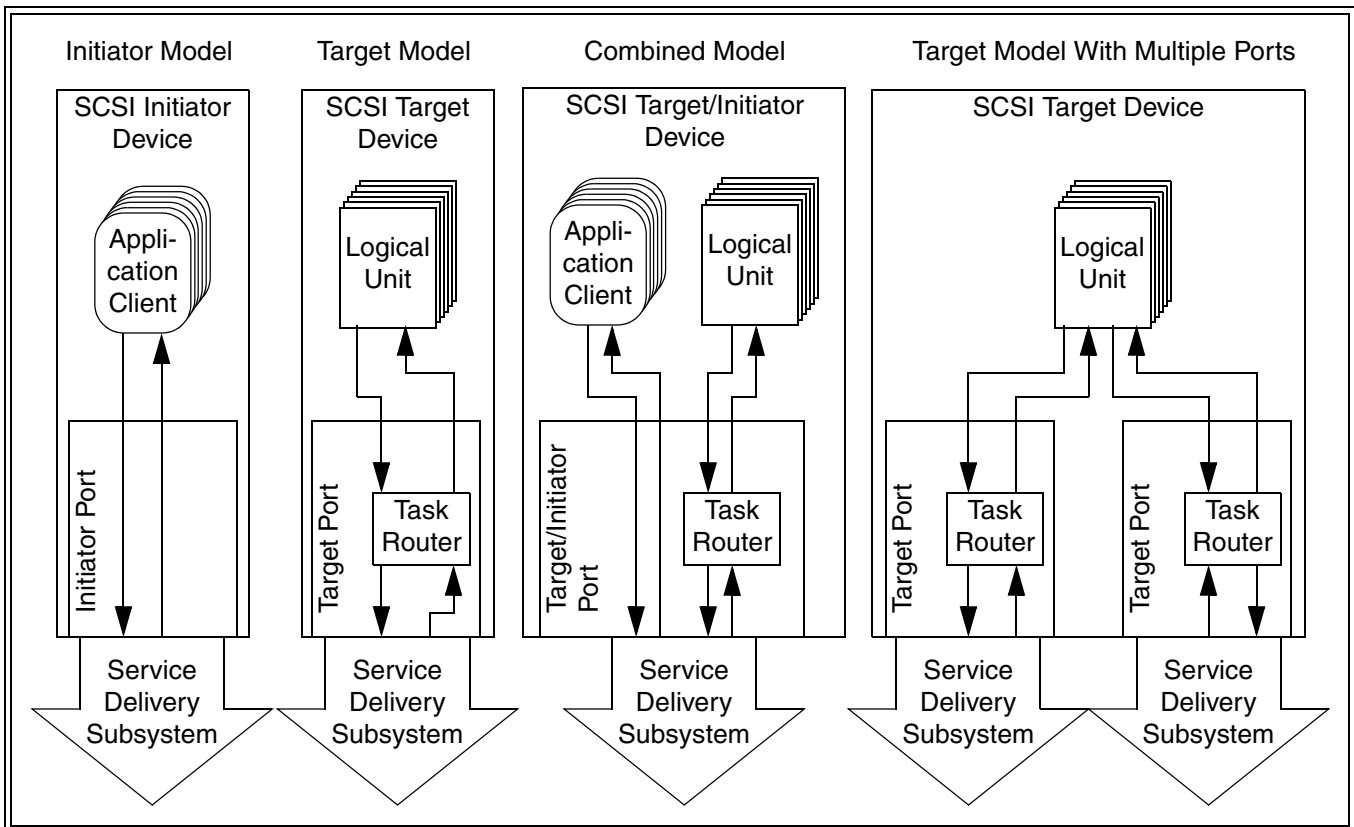 Initiator Model
Target Model
Combined Model
Target Model With Multiple Ports
SCSI Initiator
Device
Appli-
cation
Client
Initiator Port
Service
Delivery
Subsystem
SCSI Target
Device
Logical
Unit
Target Port
Task
Router
Service
Delivery
Subsystem
SCSI Target/Initiator
Device
Appli-
cation
Client
Logical
Unit
Target/Initiator
Port
Task
Router
Service
Delivery
Subsystem
SCSI Target Device
Logical
Unit
Target Port
Task
Router
Target Port
Task
Router
Service
Delivery
Subsystem
Service
Delivery
Subsystem